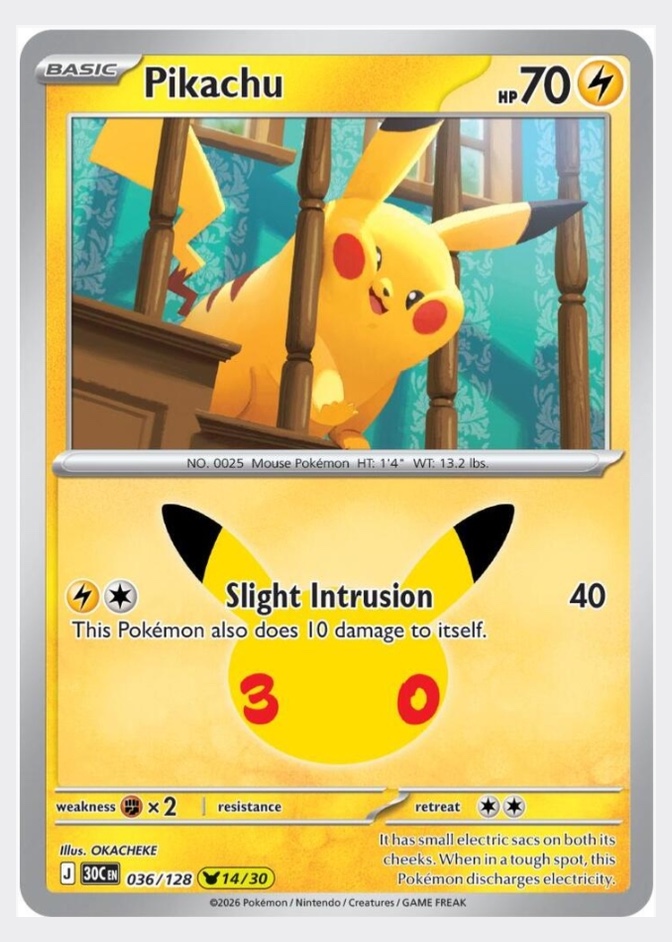 BASIC Pikachu HP 70
NO. 0025 Mouse Pokémon HT: 1'4" WT: 13.2 lbs.
Slight Intrusion 40
This Pokémon also does 10 damage to itself.
3 0
weakness ×2 resistance retreat
Illus. OKACHEKE
J 30C EN 036/128 14/30
It has small electric sacs on both its
cheeks. When in a tough spot, this
Pokémon discharges electricity.
©2026 Pokémon / Nintendo / Creatures / GAME FREAK